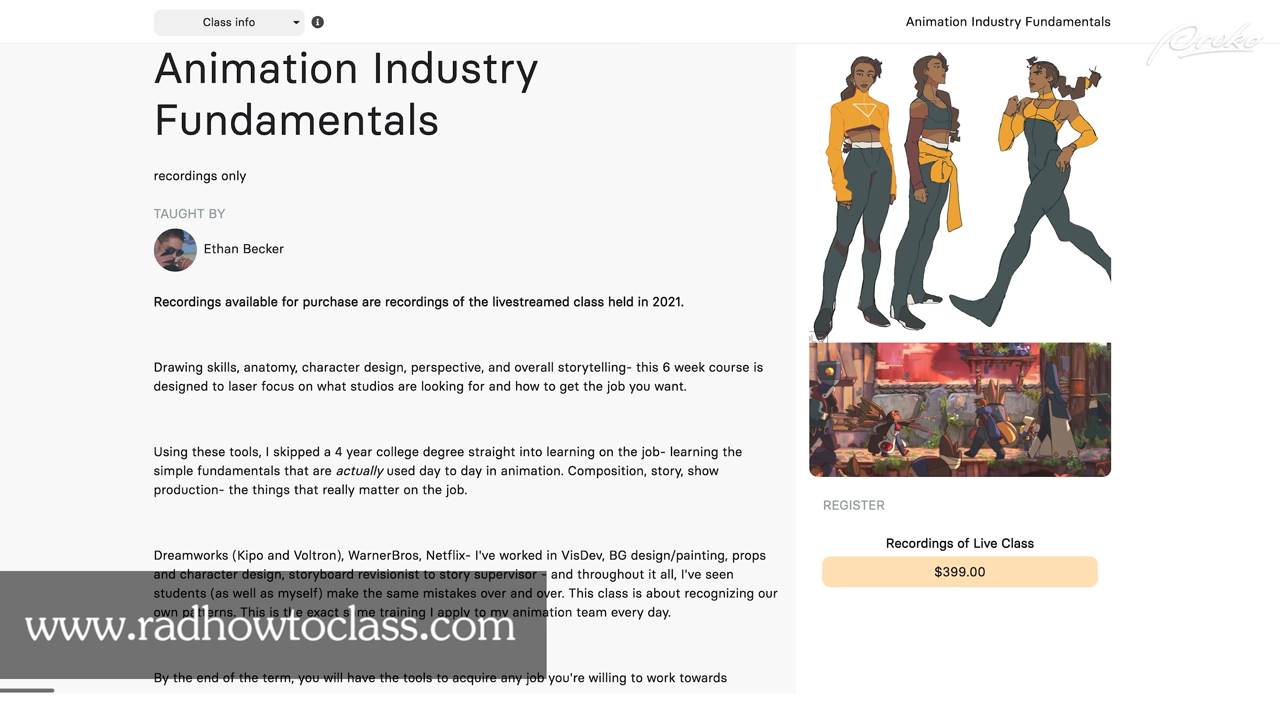 Class info
Animation Industry Fundamentals
Proko
Animation Industry
Fundamentals
recordings only
TAUGHT BY
Ethan Becker
Recordings available for purchase are recordings of the livestreamed class held in 2021.
Drawing skills, anatomy, character design, perspective, and overall storytelling- this 6 week course is
designed to laser focus on what studios are looking for and how to get the job you want.
Using these tools, I skipped a 4 year college degree straight into learning on the job- learning the
simple fundamentals that are actually used day to day in animation. Composition, story, show
production- the things that really matter on the job.
Dreamworks (Kipo and Voltron), WarnerBros, Netflix- I've worked in VisDev, BG design/painting, props
and character design, storyboard revisionist to story supervisor - and throughout it all, I've seen
students (as well as myself) make the same mistakes over and over. This class is about recognizing our
own patterns. This is the exact same training I apply to my animation team every day.
www.radhowtoclass.com
By the end of the term, you will have the tools to acquire any job you're willing to work towards
REGISTER
Recordings of Live Class
$399.00